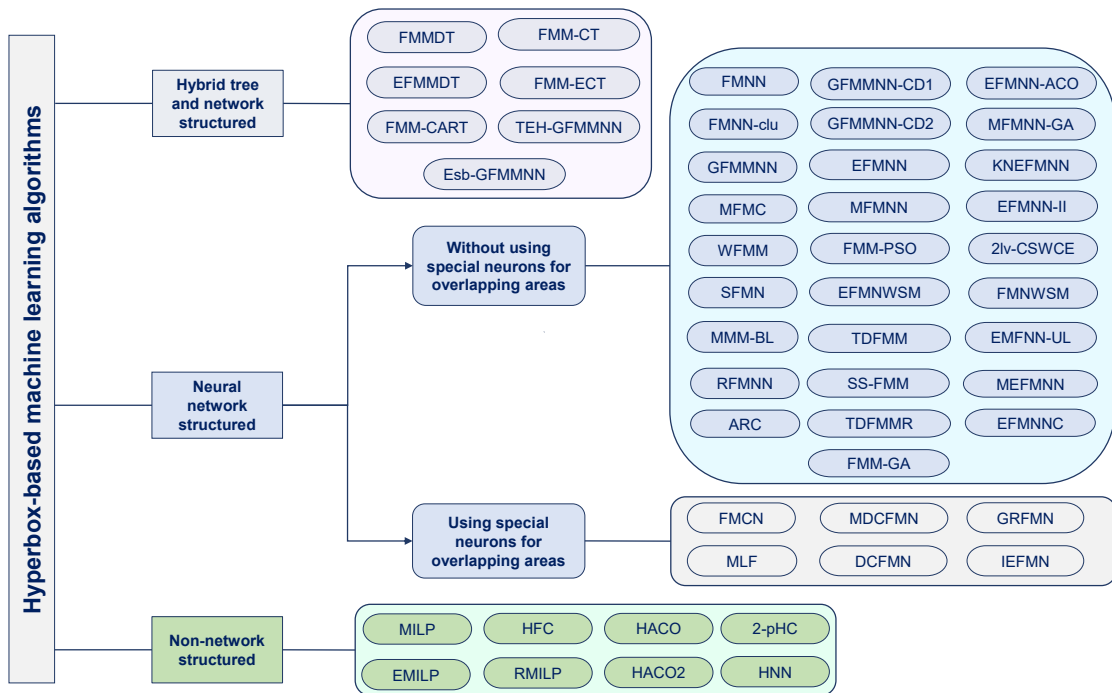 Hyperbox-based machine learning algorithms
Hybrid tree
and network
structured
FMMDT
FMM-CT
EFMMDT
FMM-ECT
FMM-CART
TEH-GFMMNN
Esb-GFMMNN
Neural
network
structured
Without using
special neurons for
overlapping areas
FMNN
GFMMNN-CD1
EFMNN-ACO
FMNN-clu
GFMMNN-CD2
MFMNN-GA
GFMMNN
EFMNN
KNEFMNN
MFMC
MFMNN
EFMNN-II
WFMM
FMM-PSO
2lv-CSWCE
SFMN
EFMNWSM
FMNWSM
MMM-BL
TDFMM
EMFNN-UL
RFMNN
SS-FMM
MEFMNN
ARC
TDFMMR
EFMNNC
FMM-GA
Using special
neurons for
overlapping areas
FMCN
MDCFMN
GRFMN
MLF
DCFMN
IEFMN
Non-network
structured
MILP
HFC
HACO
2-pHC
EMILP
RMILP
HACO2
HNN